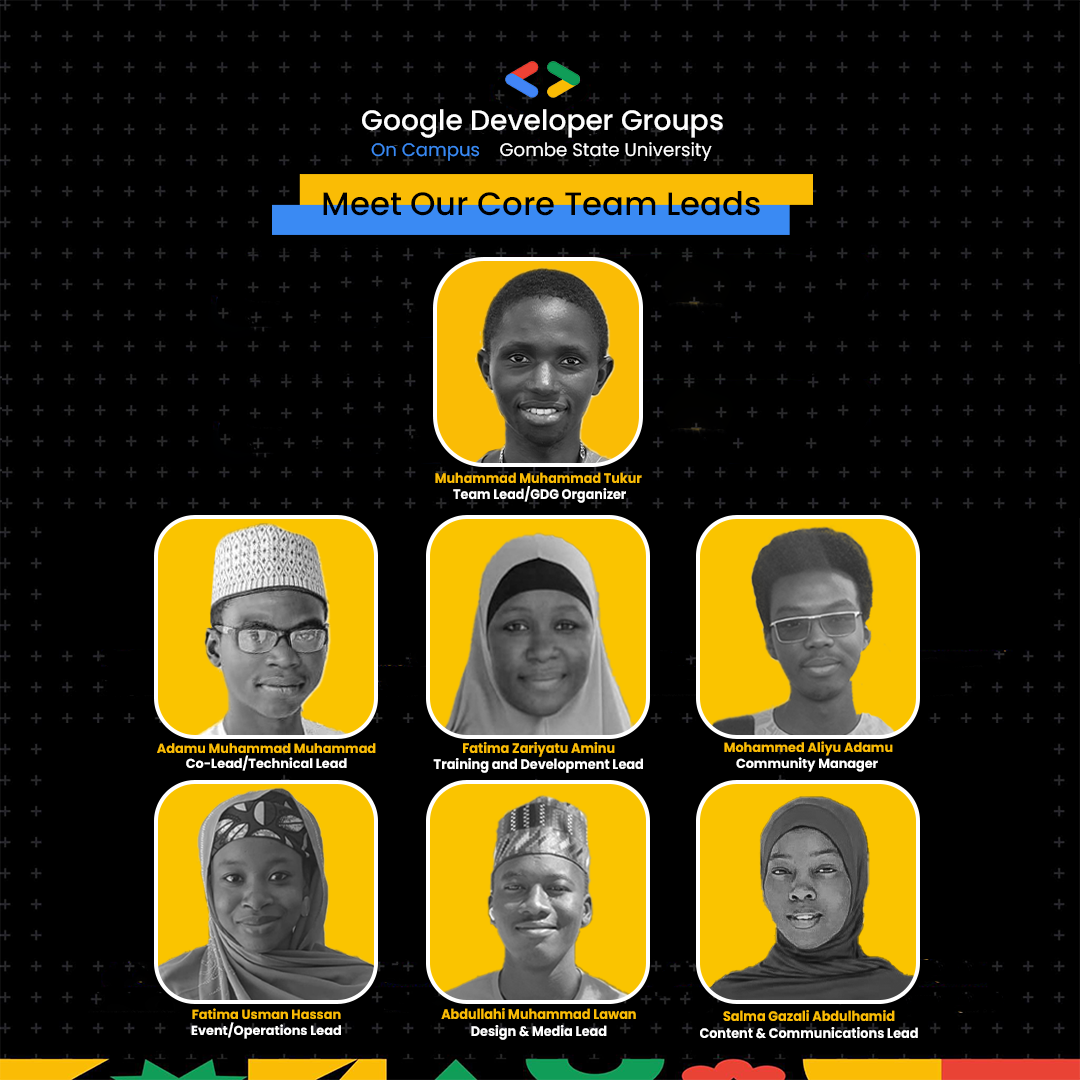 Google Developer Groups
On Campus Gombe State University
Meet Our Core Team Leads
Muhammad Muhammad Tukur
Team Lead/GDG Organizer
Adamu Muhammad Muhammad
Co-Lead/Technical Lead
Fatima Zariyatu Aminu
Training and Development Lead
Mohammed Aliyu Adamu
Community Manager
Fatima Usman Hassan
Event/Operations Lead
Abdullahi Muhammad Lawan
Design & Media Lead
Salma Gazali Abdulhamid
Content & Communications Lead